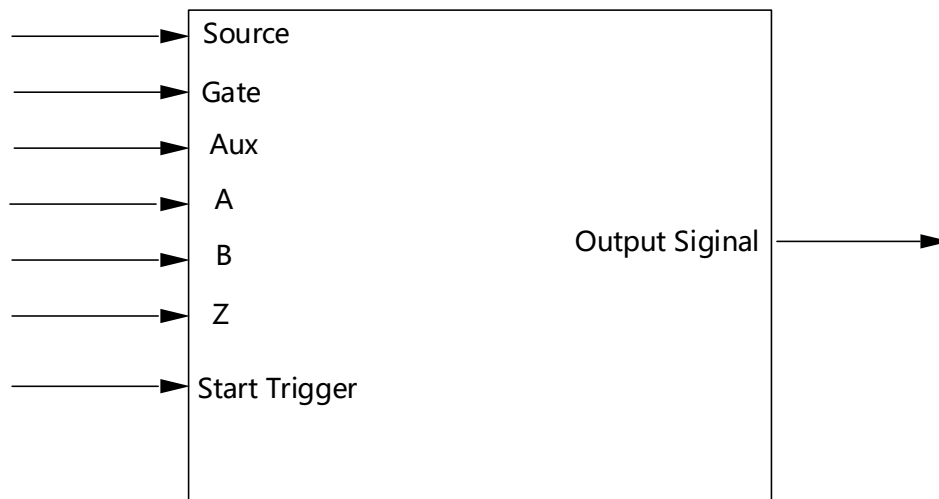 Source
Gate
Aux
A
B
Output Siginal
Z
Start Trigger